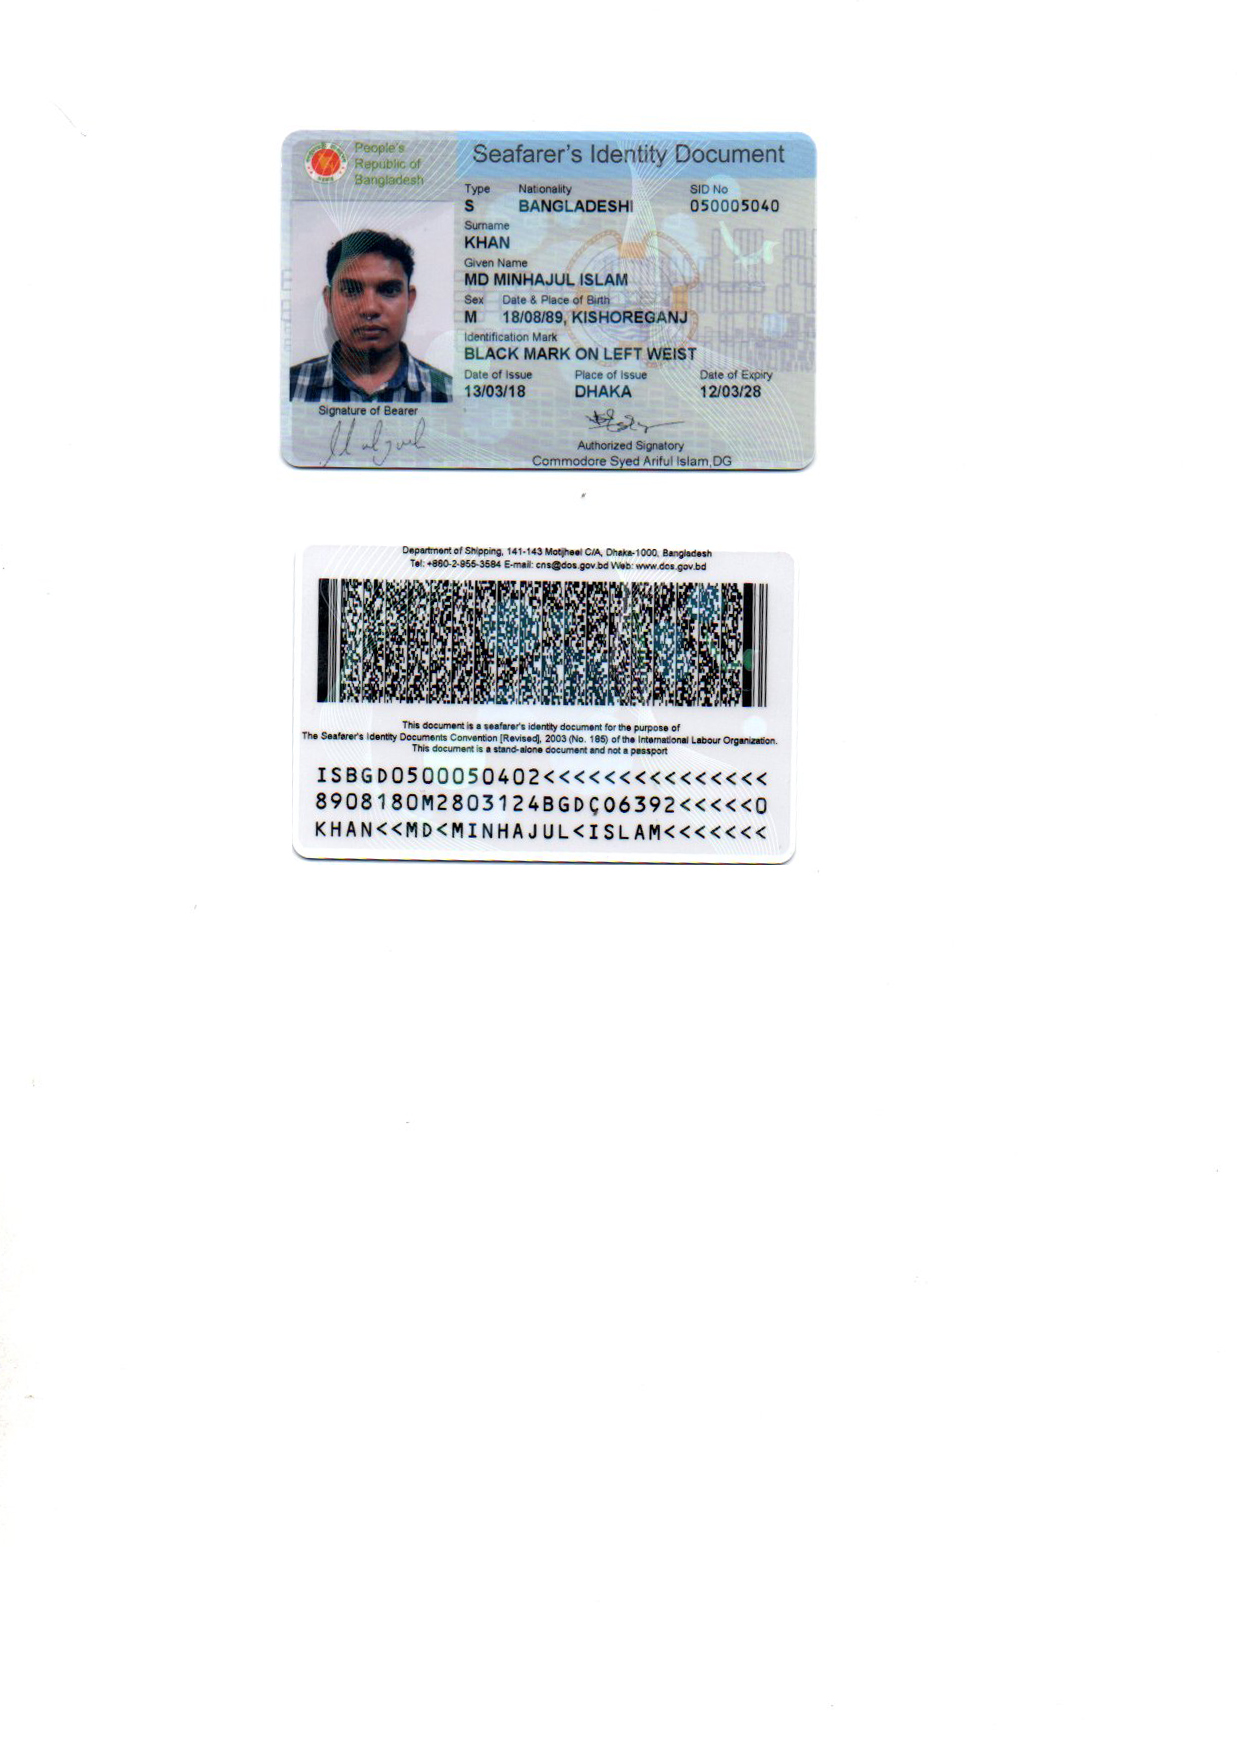 People's
Republic of
Bangladesh
Seafarer's Identity Document
Type Nationality SID No
S BANGLADESHI 050005040
Surname
KHAN
Given Name
MD MINHAJUL ISLAM
Sex Date & Place of Birth
M 18/08/89, KISHOREGANJ
Identification Mark
BLACK MARK ON LEFT WEIST
Date of Issue Place of Issue Date of Expiry
13/03/18 DHAKA 12/03/28
Signature of Bearer
Authorized Signatory
Commodore Syed Ariful Islam,DG
Department of Shipping, 141-143 Motijheel C/A, Dhaka-1000, Bangladesh
Tel: +880-2-955-3584 E-mail: cns@dos.gov.bd Web: www.dos.gov.bd
This document is a seafarer's identity document for the purpose of
The Seafarer's Identity Documents Convention [Revised], 2003 (No. 185) of the International Labour Organization.
This document is a stand-alone document and not a passport
ISBGD0500050402<<<<<<<<<<<<<<<
8908180M2803124BGDÇ06392<<<<<0
KHAN<<MD<MINHAJUL<ISLAM<<<<<<<